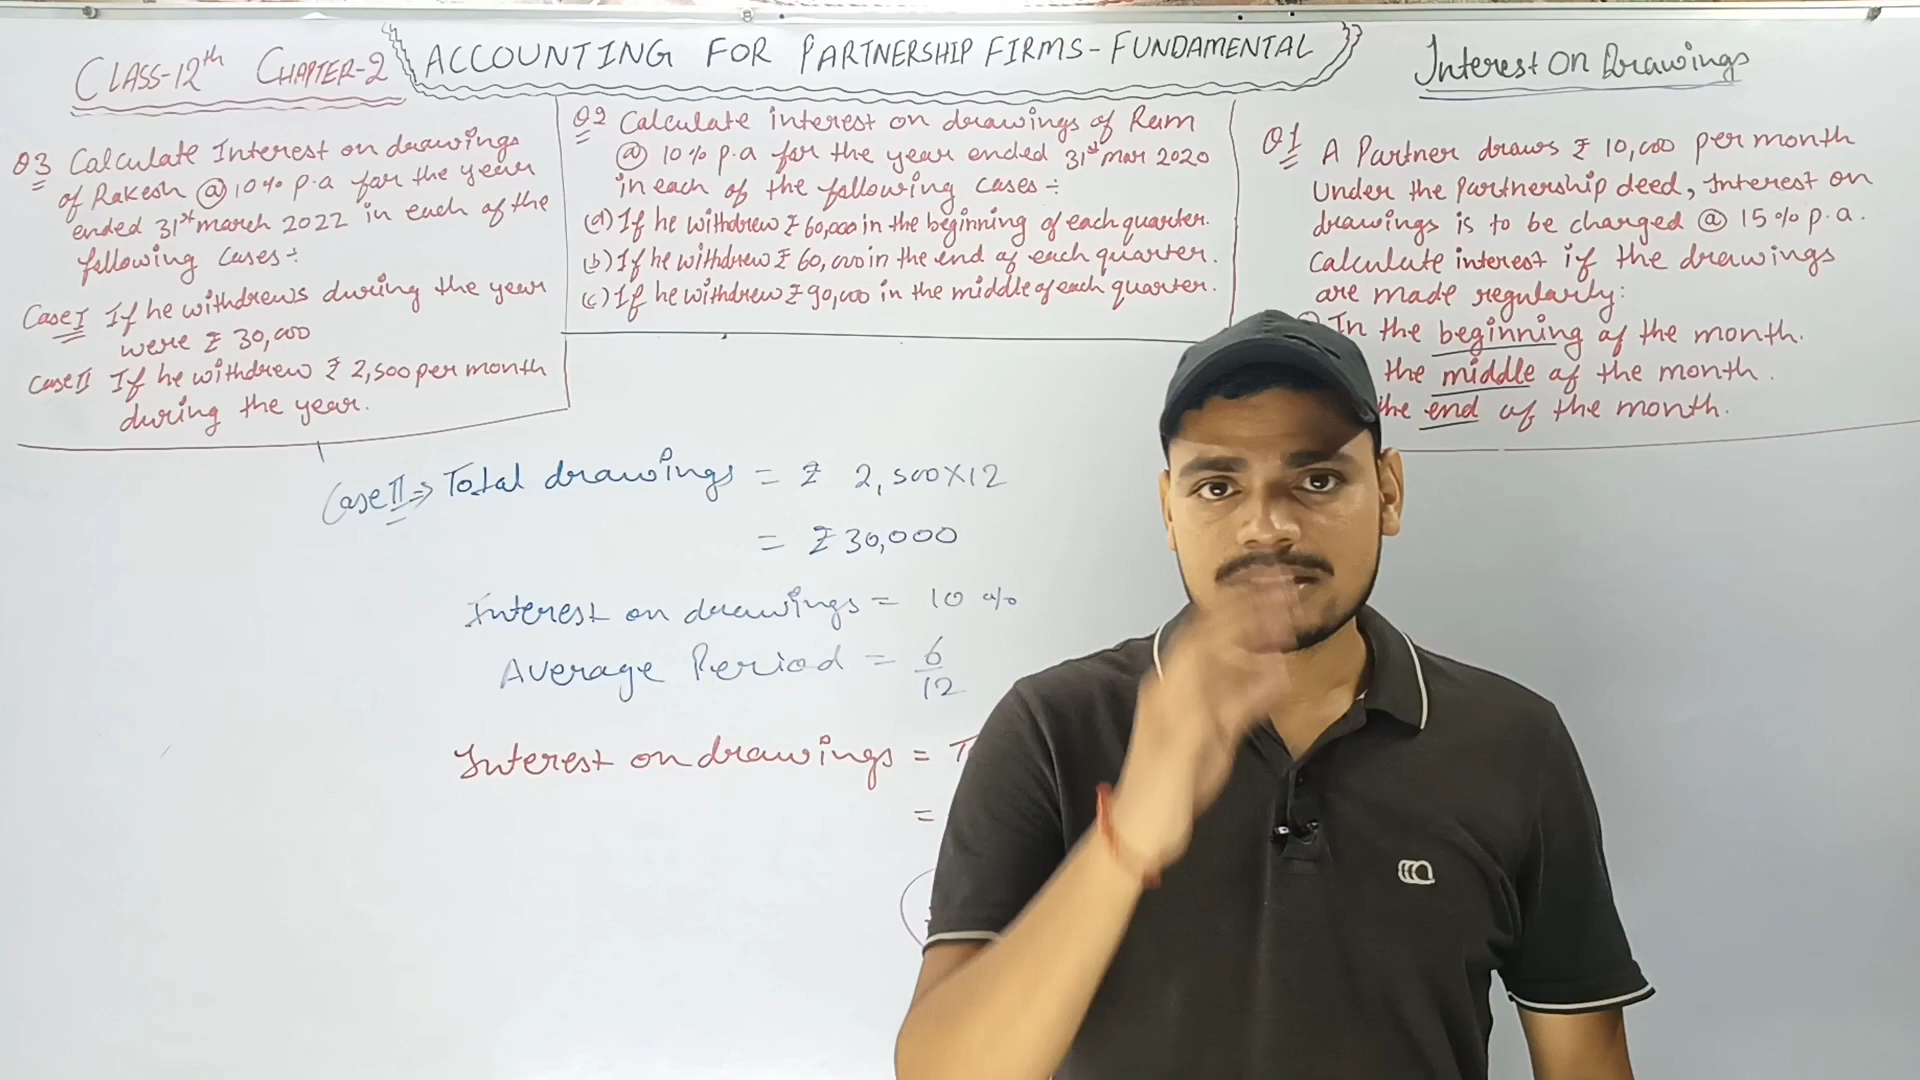 CLASS-12th CHAPTER-2
ACCOUNTING FOR PARTNERSHIP FIRMS-FUNDAMENTAL
Interest On Drawings
Q3 Calculate Interest on drawings
of Rakesh @ 10% p.a for the year
ended 31st march 2022 in each of the
following cases÷
Case I If he withdrews during the year
were ₹ 30,000
Case II If he withdrew ₹ 2,500 per month
during the year.
Q2 Calculate interest on drawings of Ram
@ 10% p.a for the year ended 31st mar 2020
in each of the following cases÷
(a) If he withdrew ₹ 60,000 in the beginning of each quarter.
(b) If he withdrew ₹ 60,000 in the end of each quarter.
(c) If he withdrew ₹ 90,000 in the middle of each quarter.
Q1 A Partner draws ₹ 10,000 per month
Under the Partnership deed, Interest on
drawings is to be charged @ 15% p.a.
Calculate interest if the drawings
are made regularly:
In the beginning of the month.
the middle of the month.
the end of the month.
Case II ⇒ Total drawings = ₹ 2,500X12
= ₹ 30,000
Interest on drawings = 10 %
Average Period = 6
12
Interest on drawings = T
=